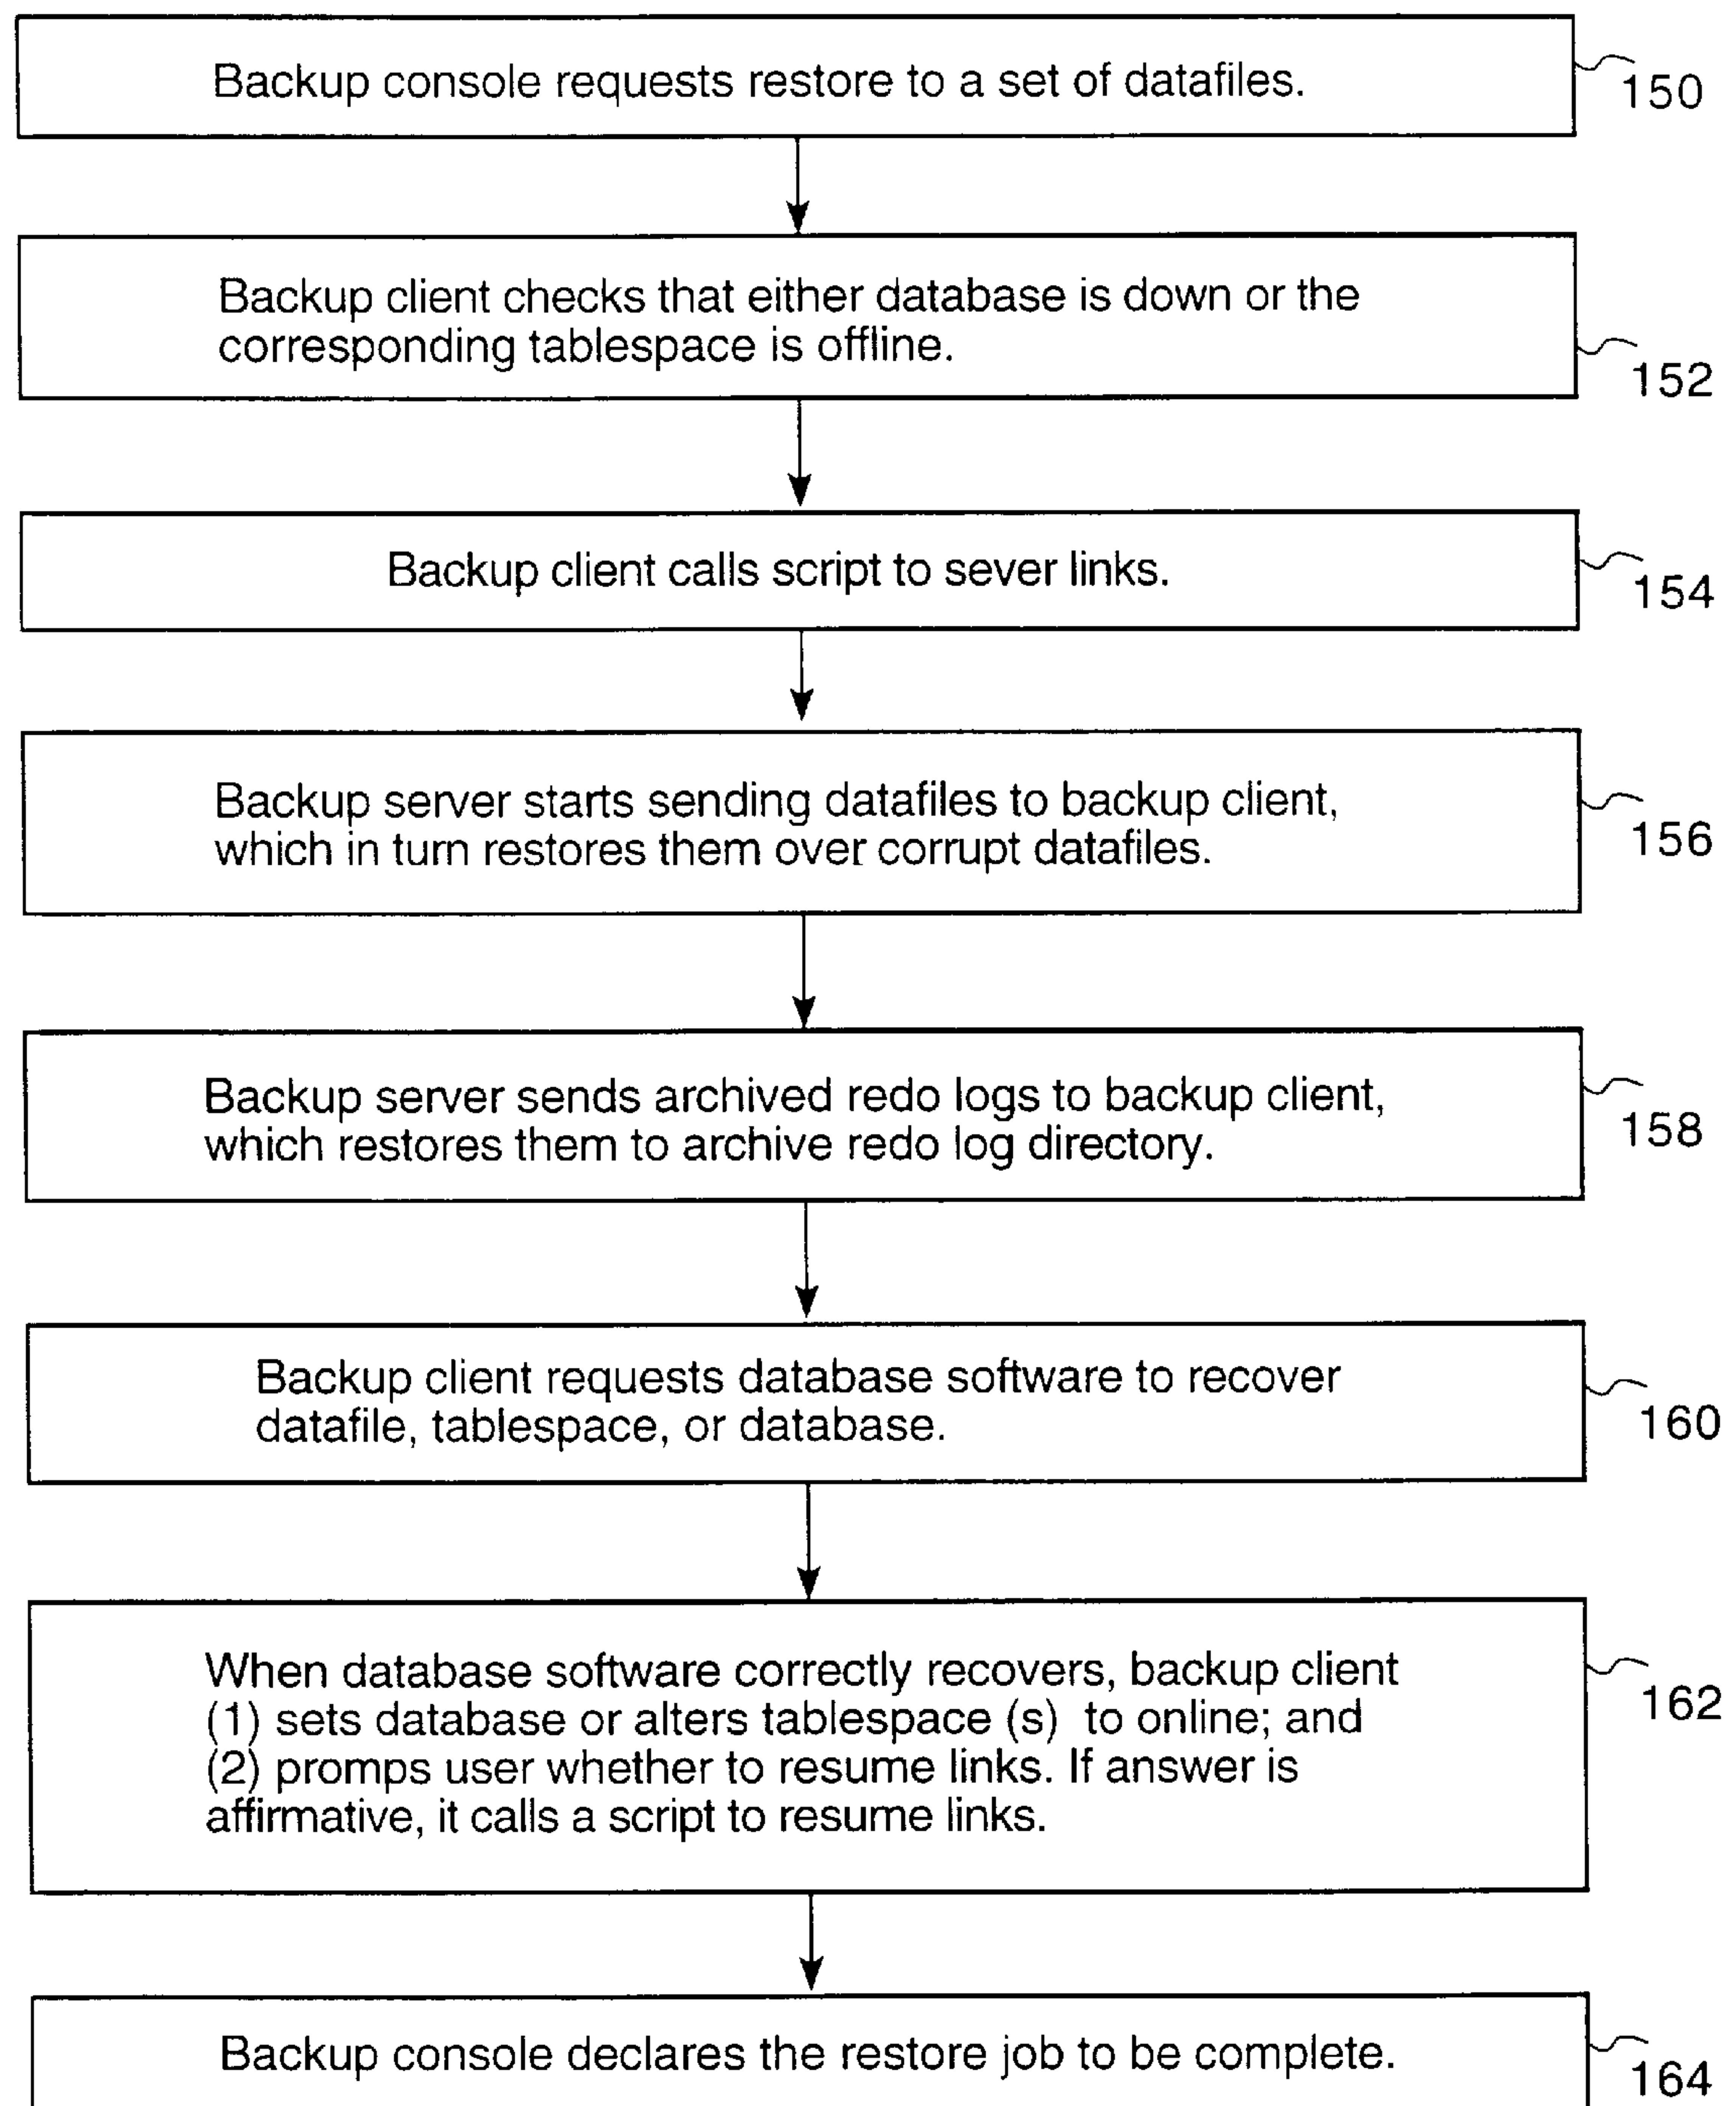 Backup console requests restore to a set of datafiles.
150
Backup client checks that either database is down or the
corresponding tablespace is offline.
152
Backup client calls script to sever links.
154
Backup server starts sending datafiles to backup client,
which in turn restores them over corrupt datafiles.
156
Backup server sends archived redo logs to backup client,
which restores them to archive redo log directory.
158
Backup client requests database software to recover
datafile, tablespace, or database.
160
When database software correctly recovers, backup client
(1) sets database or alters tablespace (s) to online; and
(2) promps user whether to resume links. If answer is
affirmative, it calls a script to resume links.
162
Backup console declares the restore job to be complete.
164